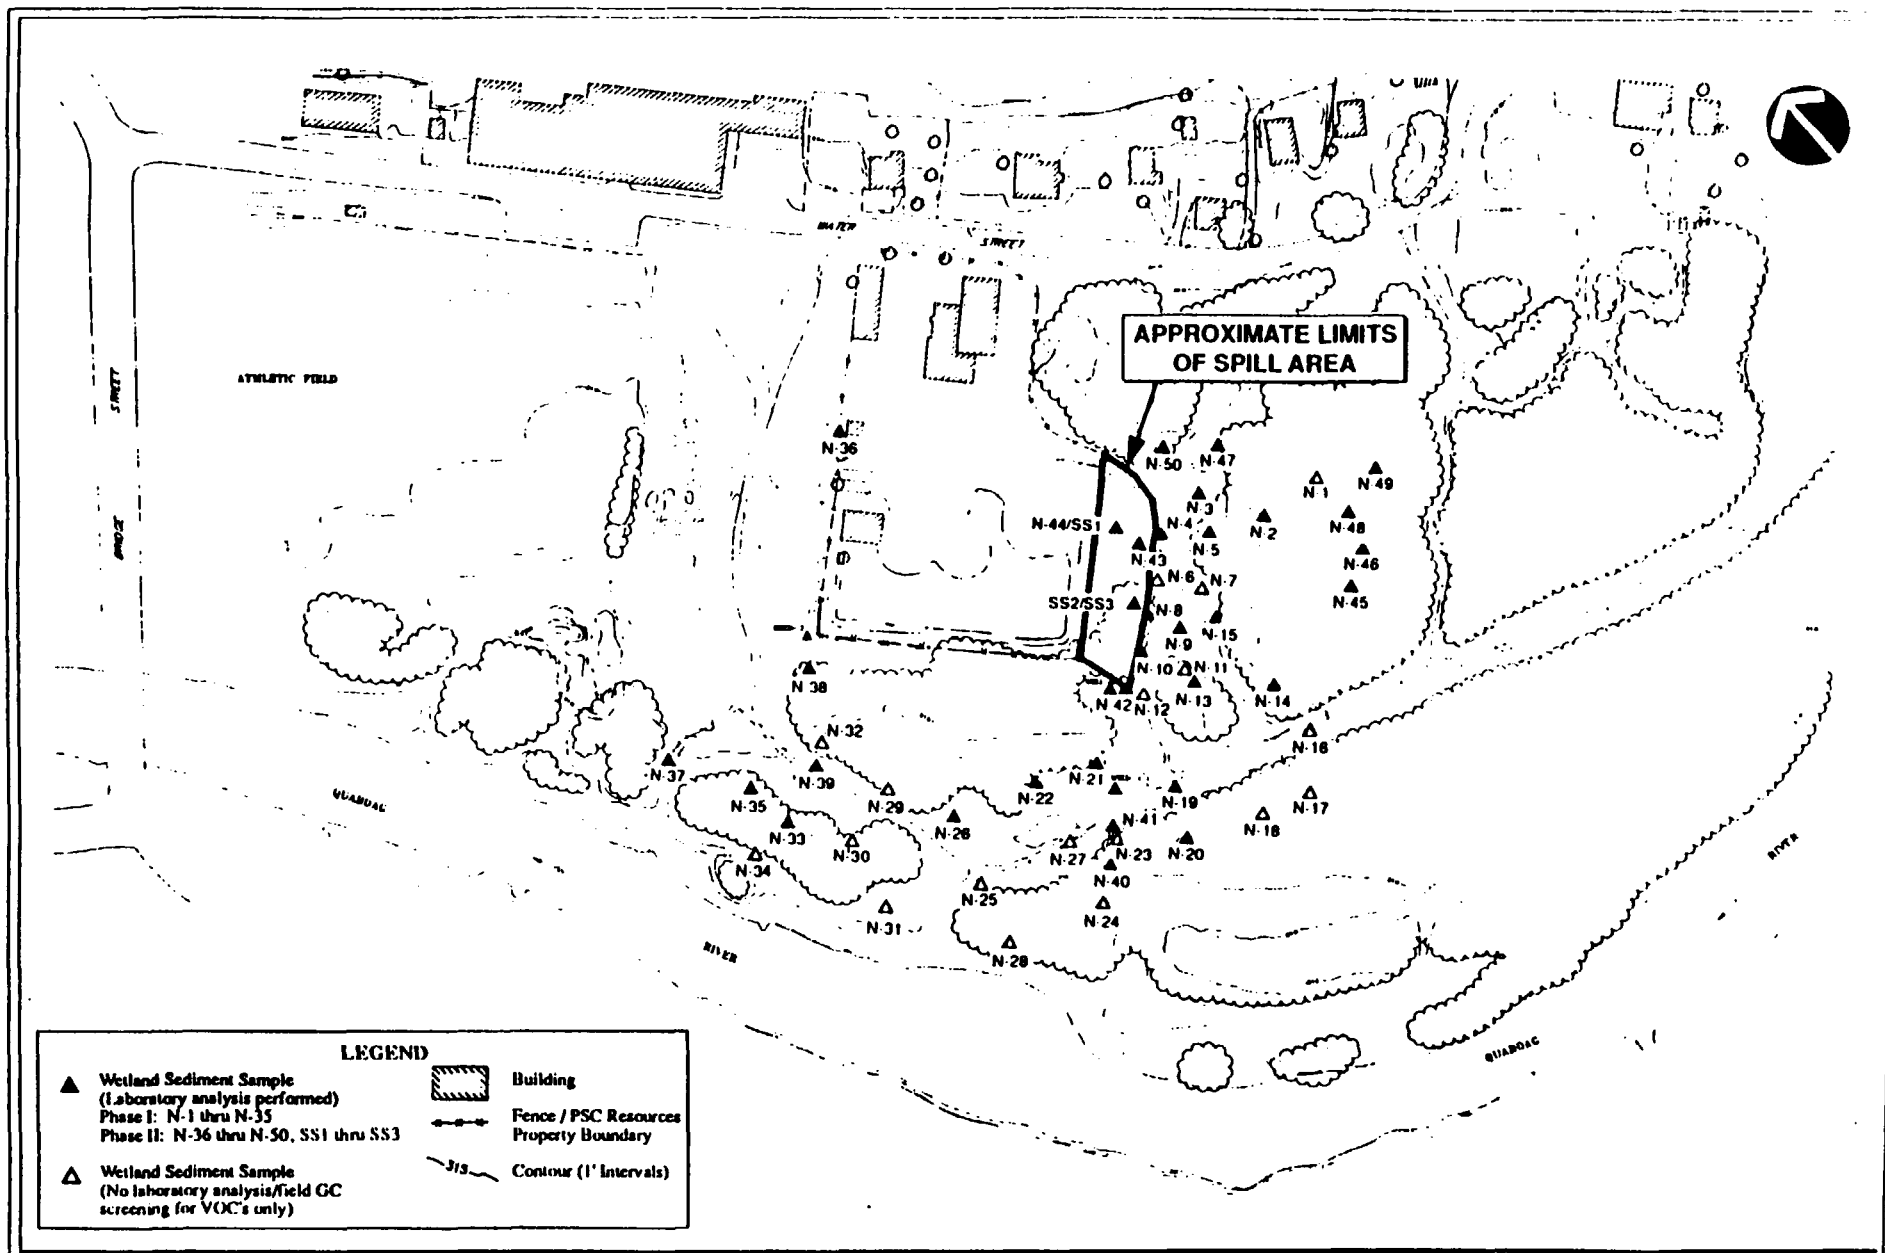 WATER
STREET
APPROXIMATE LIMITS
OF SPILL AREA
ATHLETIC FIELD
STREET
BRIDGE
N-36
N-50
N-47
N-1
N-49
N-3
N-44/SS1
N-4
N-2
N-48
N-5
N-43
N-46
N-6
N-7
SS2/SS3
N-8
N-45
N-15
N-9
N-10
N-11
N-38
N-42
N-12
N-13
N-14
N-32
N-16
N-37
N-39
N-21
N-35
N-29
N-22
N-19
N-17
N-33
N-26
N-41
N-18
N-30
N-27
N-23
N-20
N-34
N-40
N-25
N-24
N-31
N-28
QUABOAG
RIVER
RIVER
QUABOAG
LEGEND
Wetland Sediment Sample
(Laboratory analysis performed)
Phase I: N-1 thru N-35
Phase II: N-36 thru N-50, SS1 thru SS3
Wetland Sediment Sample
(No laboratory analysis/field GC
screening for VOC's only)
Building
Fence / PSC Resources
Property Boundary
313
Contour (1' Intervals)